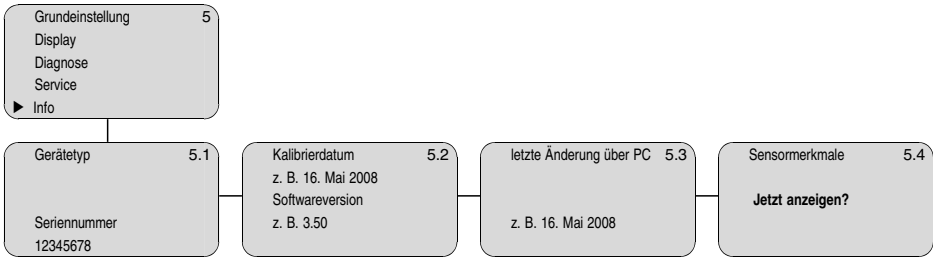 Grundeinstellung 5
Display
Diagnose
Service
▶ Info
Gerätetyp 5.1
Seriennummer
12345678
Kalibrierdatum 5.2
z. B. 16. Mai 2008
Softwareversion
z. B. 3.50
letzte Änderung über PC 5.3
z. B. 16. Mai 2008
Sensormerkmale 5.4
Jetzt anzeigen?